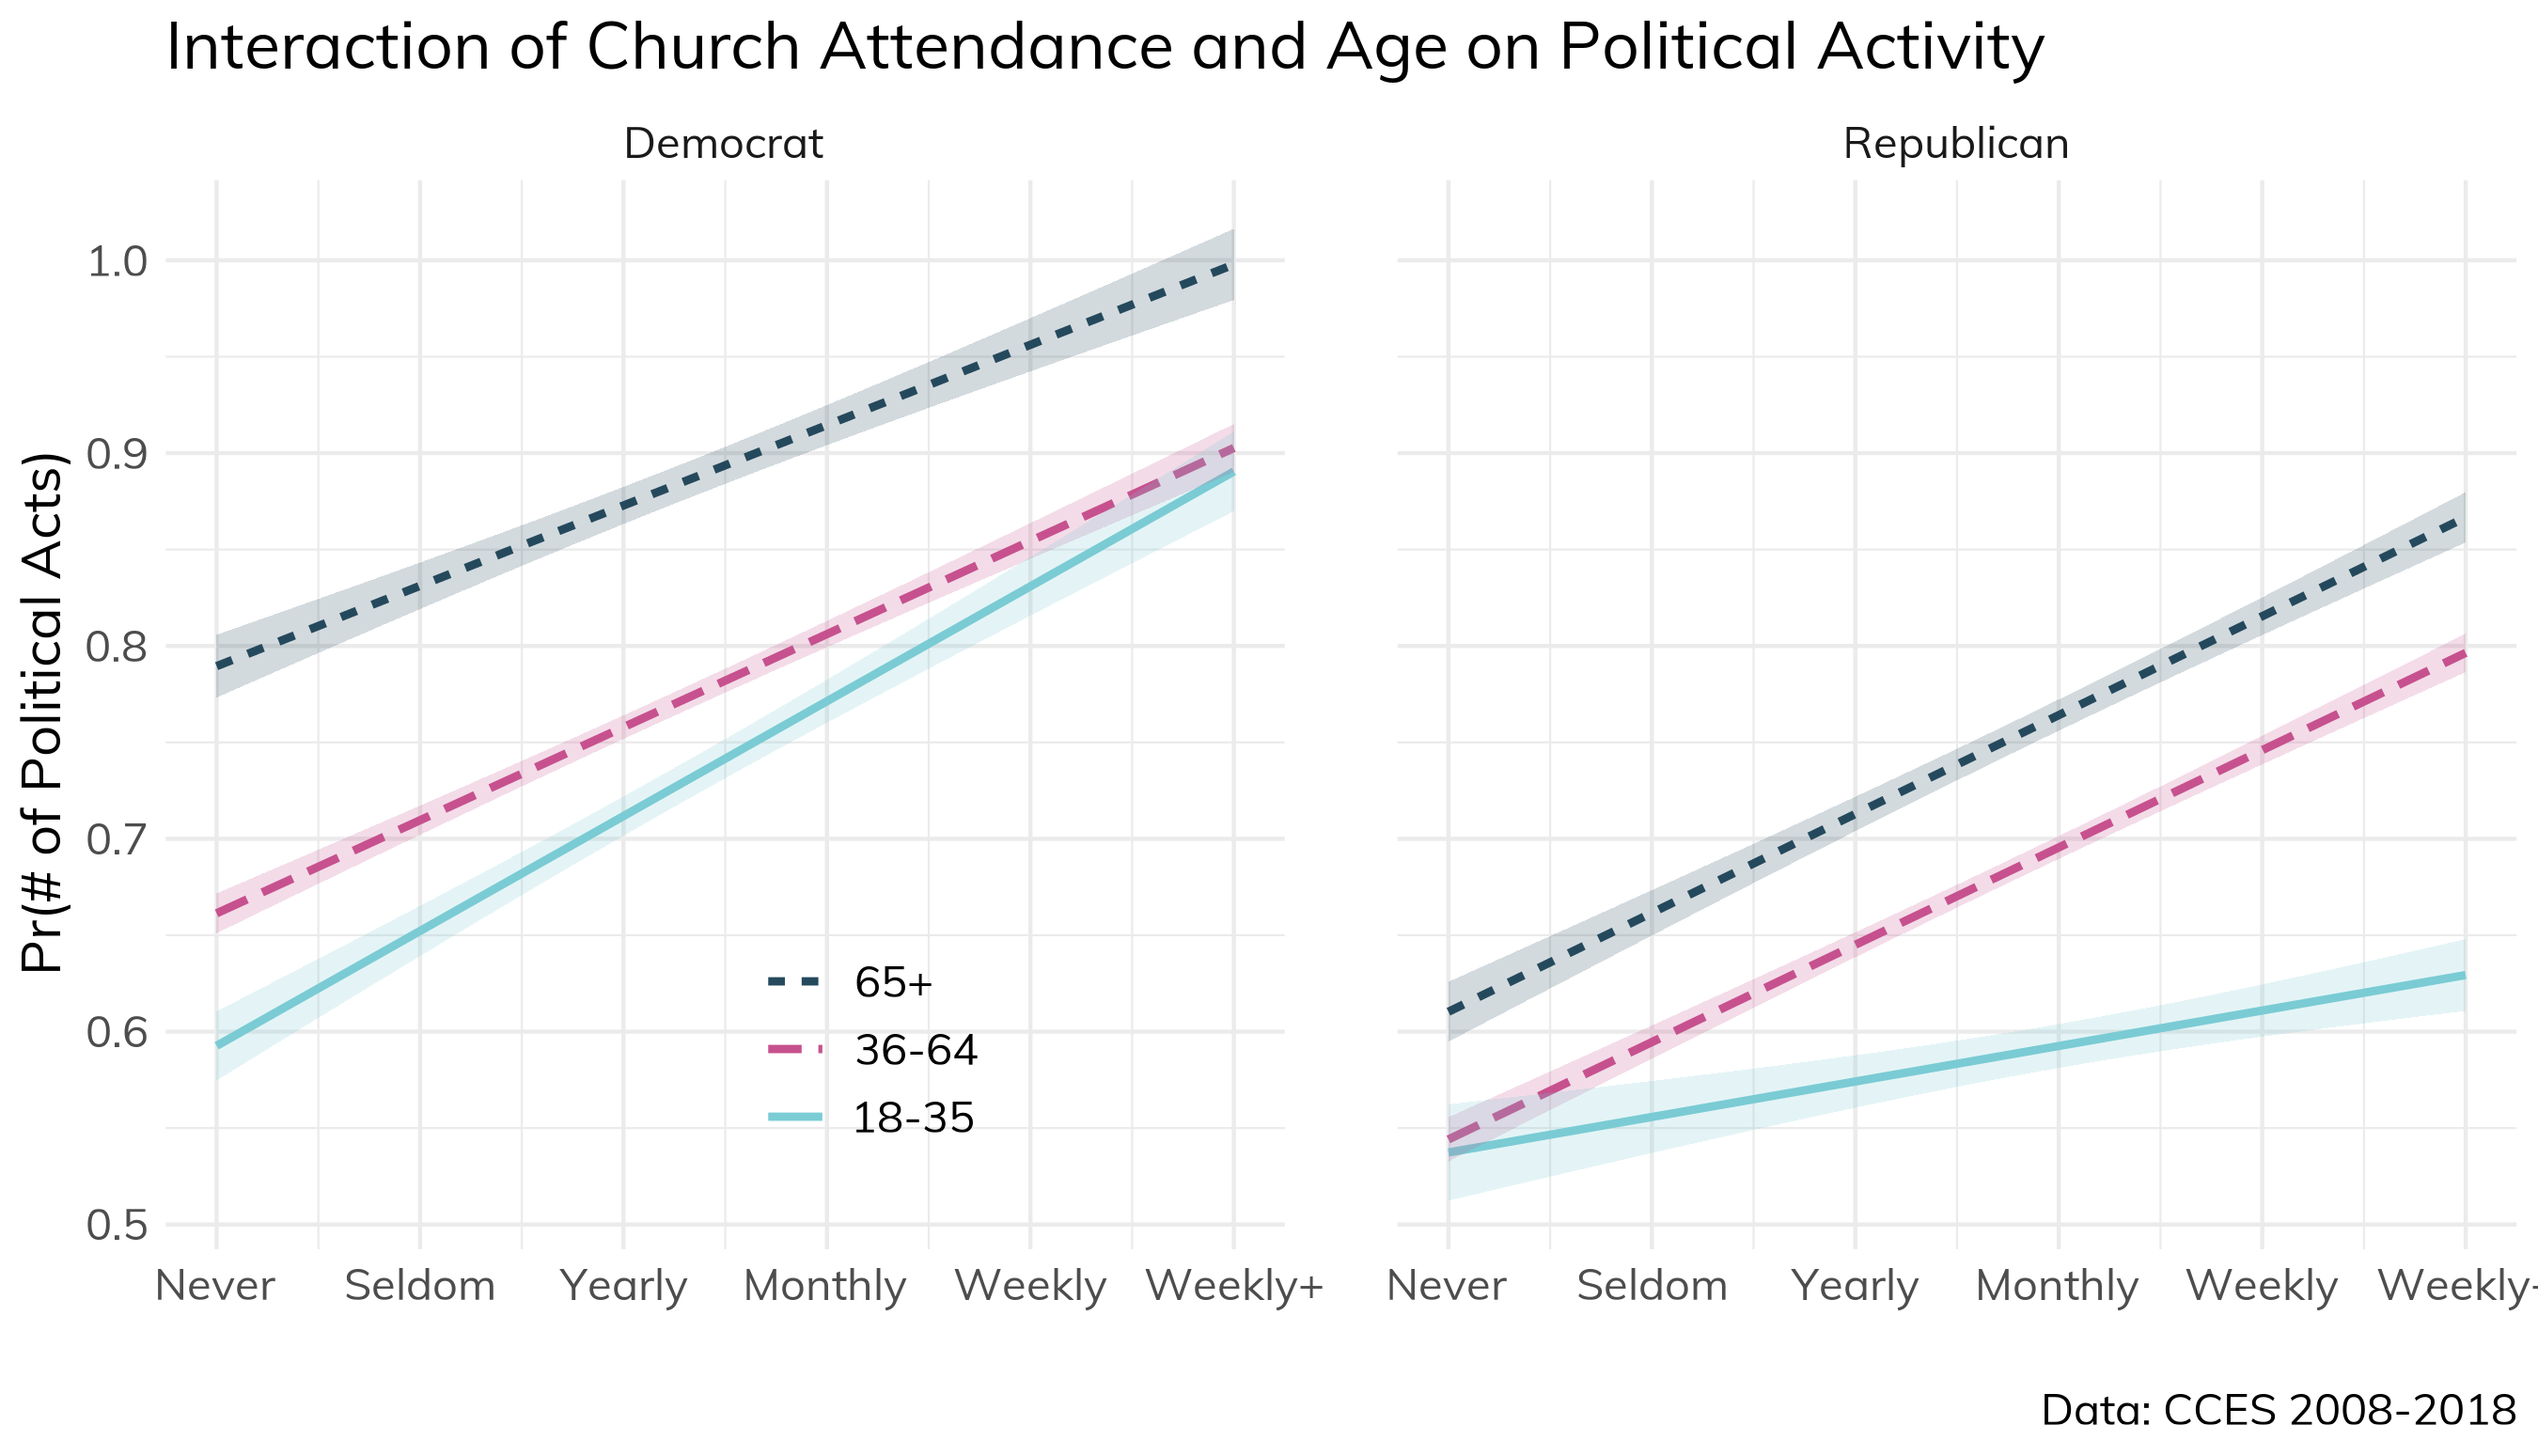 Interaction of Church Attendance and Age on Political Activity
Democrat
Republican
Pr(# of Political Acts)
1.0
0.9
0.8
0.7
0.6
0.5
65+
36-64
18-35
Never Seldom Yearly Monthly Weekly Weekly+
Never Seldom Yearly Monthly Weekly Weekly+
Data: CCES 2008-2018